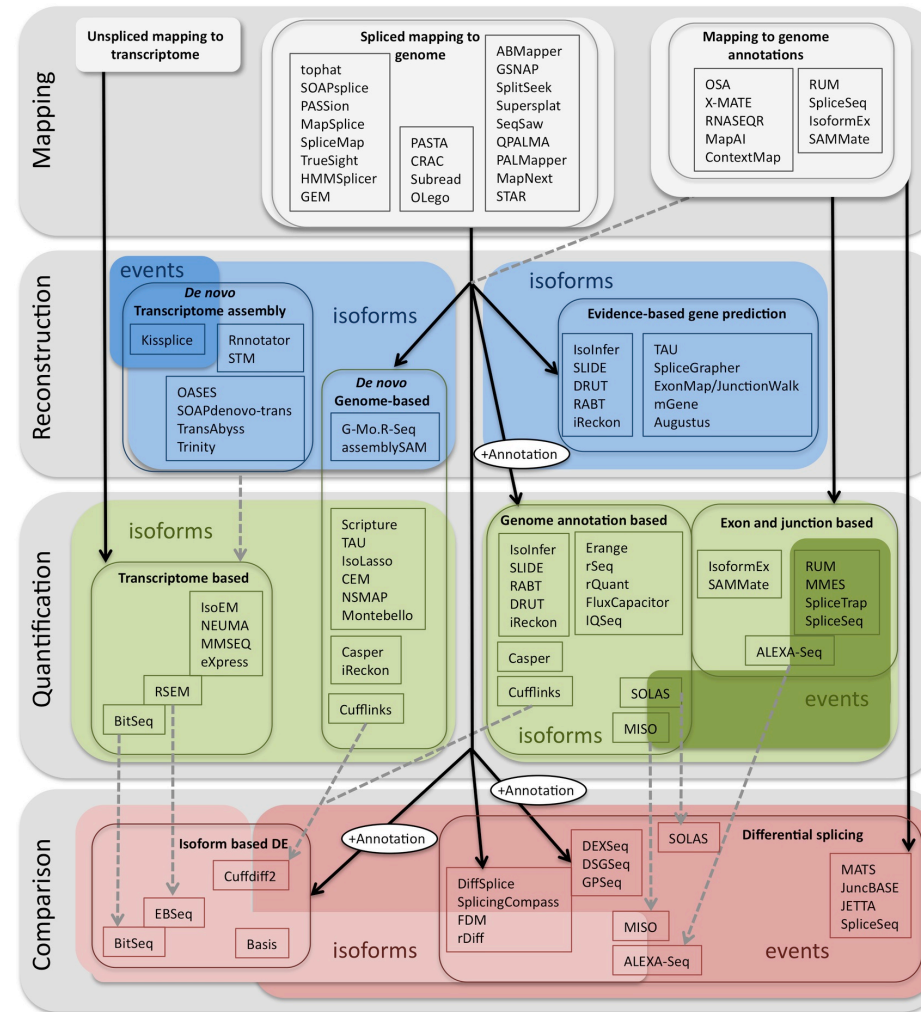 Mapping
Unspliced mapping to
transcriptome
Spliced mapping to
genome
tophat
SOAPsplice
PASSion
MapSplice
SpliceMap
TrueSight
HMMSplicer
GEM
PASTA
CRAC
Subread
OLego
ABMapper
GSNAP
SplitSeek
Supersplat
SeqSaw
QPALMA
PALMapper
MapNext
STAR
Mapping to genome
annotations
OSA
X-MATE
RNASEQR
MapAI
ContextMap
RUM
SpliceSeq
IsoformEx
SAMMate
Reconstruction
events
De novo
Transcriptome assembly
isoforms
Kissplice
Rnnotator
STM
OASES
SOAPdenovo-trans
TransAbyss
Trinity
De novo
Genome-based
G-Mo.R-Seq
assemblySAM
isoforms
Evidence-based gene prediction
IsoInfer
SLIDE
DRUT
RABT
iReckon
TAU
SpliceGrapher
ExonMap/JunctionWalk
mGene
Augustus
+Annotation
Quantification
isoforms
Transcriptome based
IsoEM
NEUMA
MMSEQ
eXpress
RSEM
BitSeq
Scripture
TAU
IsoLasso
CEM
NSMAP
Montebello
Casper
iReckon
Cufflinks
Genome annotation based
IsoInfer
SLIDE
RABT
DRUT
iReckon
Erange
rSeq
rQuant
FluxCapacitor
IQSeq
Casper
Cufflinks
SOLAS
MISO
isoforms
Exon and junction based
IsoformEx
SAMMate
RUM
MMES
SpliceTrap
SpliceSeq
ALEXA-Seq
events
Comparison
+Annotation
+Annotation
Isoform based DE
Cuffdiff2
EBSeq
BitSeq
Basis
isoforms
Differential splicing
DiffSplice
SplicingCompass
FDM
rDiff
DEXSeq
DSGSeq
GPSeq
SOLAS
MISO
ALEXA-Seq
MATS
JuncBASE
JETTA
SpliceSeq
events